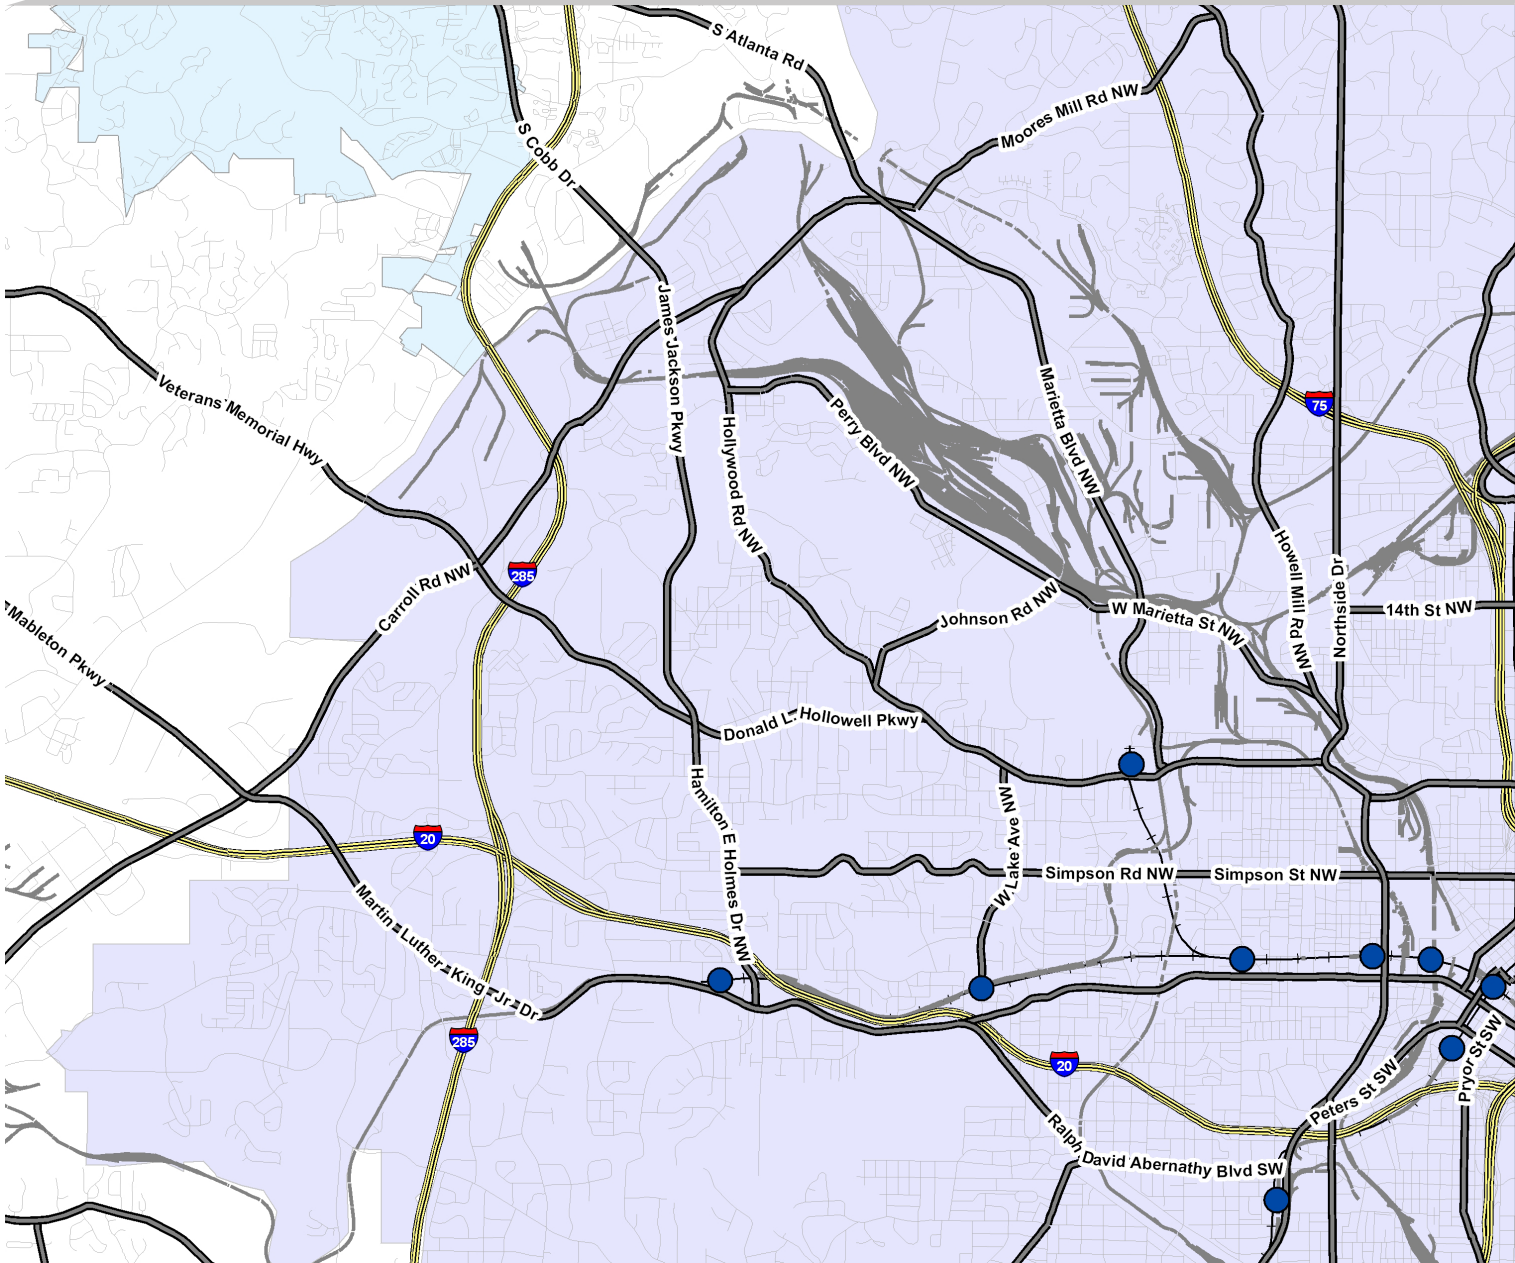 S Atlanta Rd
Moores Mill Rd NW
S Cobb Dr
James Jackson Pkwy
Veterans Memorial Hwy
Hollywood Rd NW
Perry Blvd NW
Marietta Blvd NW
75
Howell Mill Rd NW
Northside Dr
285
Carroll Rd NW
Johnson Rd NW
W Marietta St NW
14th St NW
Mableton Pkwy
Donald L. Hollowell Pkwy
Hamilton E Holmes Dr NW
W Lake Ave NW
20
Simpson Rd NW
Simpson St NW
Martin Luther King Jr Dr
285
20
Peters St SW
Pryor St SW
Ralph David Abernathy Blvd SW